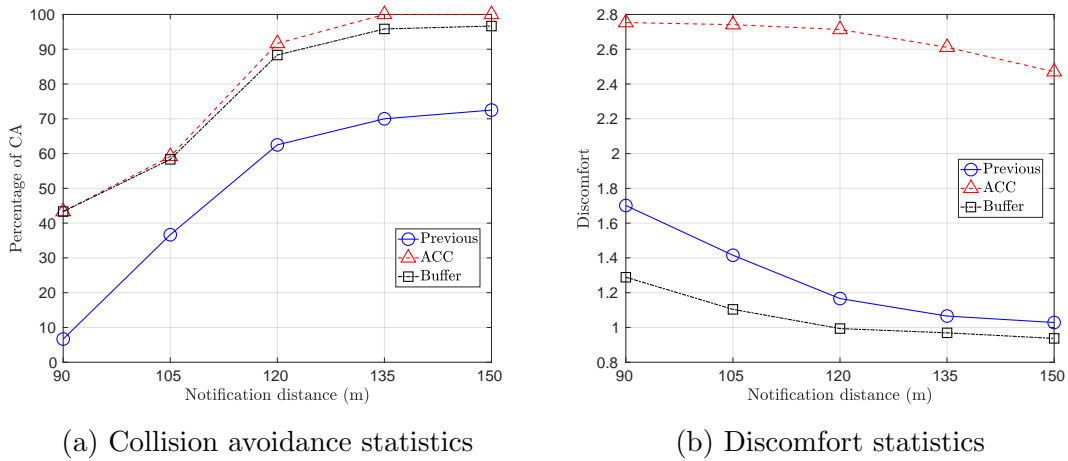 100
90
80
70
60
50
40
30
20
10
0
Percentage of CA
Previous
ACC
Buffer
90 105 120 135 150
Notification distance (m)
(a) Collision avoidance statistics
2.8
2.6
2.4
2.2
2
1.8
1.6
1.4
1.2
1
0.8
Discomfort
Previous
ACC
Buffer
90 105 120 135 150
Notification distance (m)
(b) Discomfort statistics